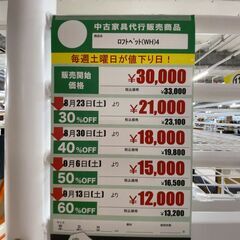 中古家具代行販売商品
商品名
ロフトベット(WH)4
毎週土曜日が値下り日！
販売開始
価格
¥30,000
税込価格 ¥33,000
8月23日(土) より
30%OFF
¥21,000
税込価格 ¥23,100
8月30日(土) より
40%OFF
¥18,000
税込価格 ¥19,800
9月6日(土) より
50%OFF
¥15,000
税込価格 ¥16,500
9月13日(土) より
60%OFF
¥12,000
税込価格 ¥13,200